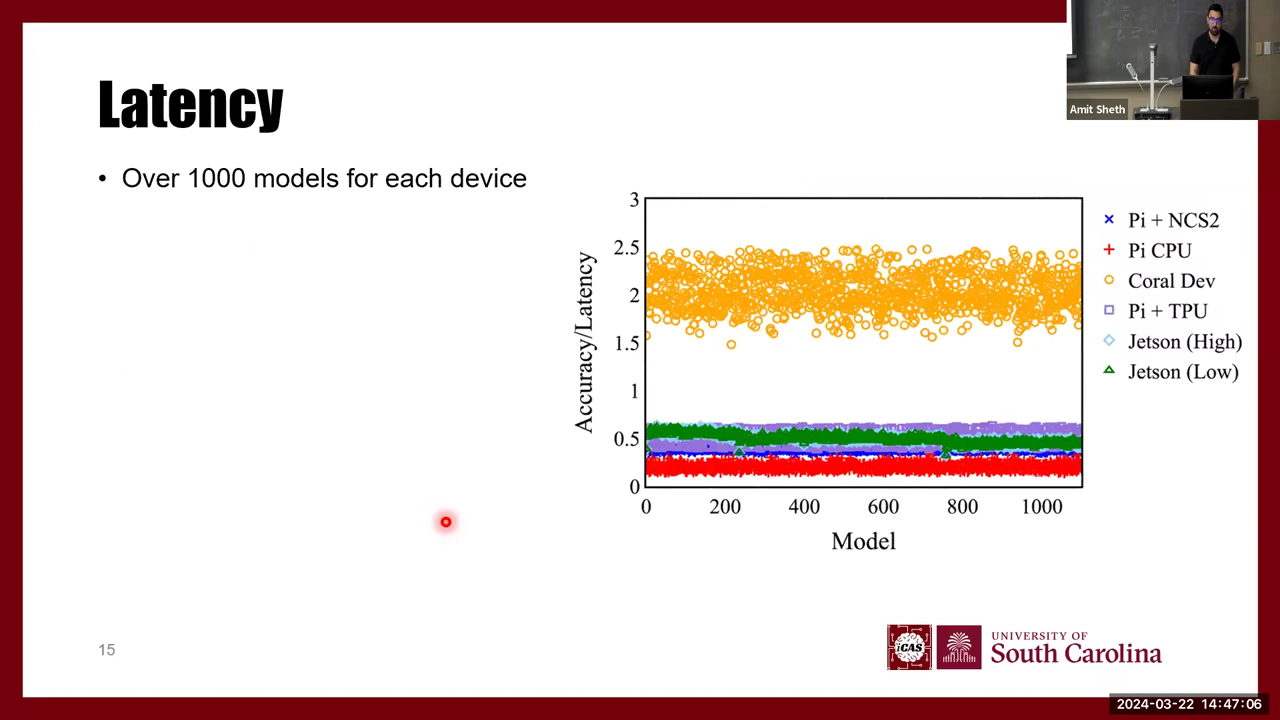 Amit Sheth
Latency
• Over 1000 models for each device
3
2.5
2
1.5
1
0.5
0
Accuracy/Latency
0 200 400 600 800 1000
Model
Pi + NCS2
Pi CPU
Coral Dev
Pi + TPU
Jetson (High)
Jetson (Low)
15
iCAS
UNIVERSITY OF
South Carolina
2024-03-22 14:47:06